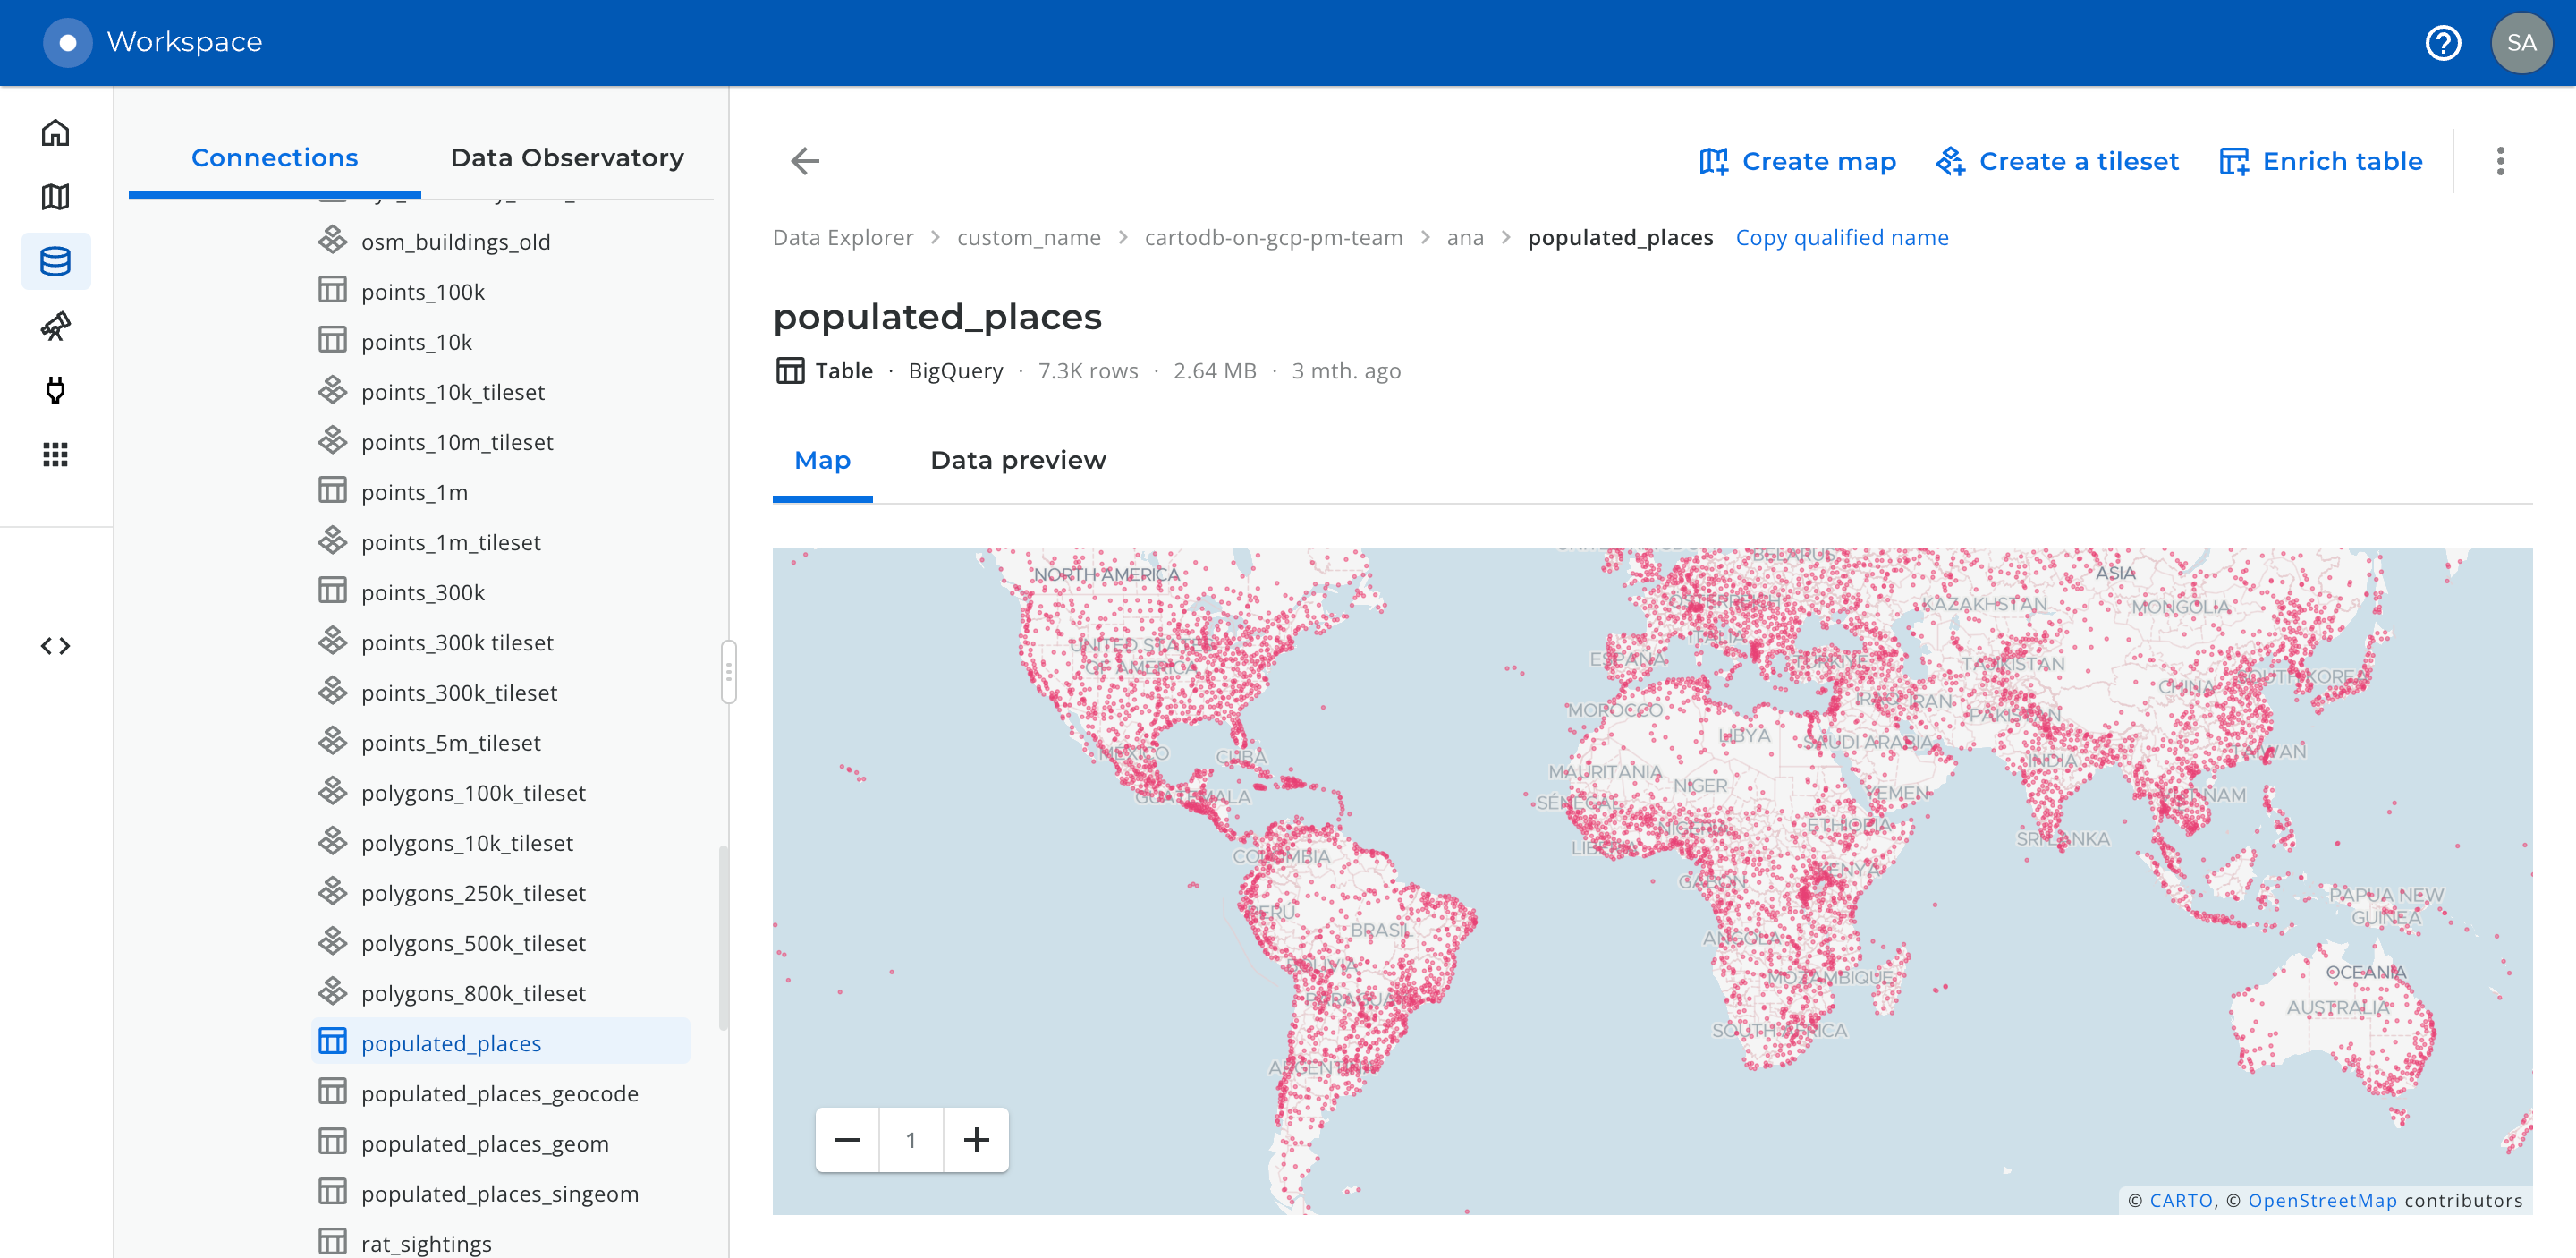 Workspace
SA
Connections
Data Observatory
osm_buildings_old
points_100k
points_10k
points_10k_tileset
points_10m_tileset
points_1m
points_1m_tileset
points_300k
points_300k tileset
points_300k_tileset
points_5m_tileset
polygons_100k_tileset
polygons_10k_tileset
polygons_250k_tileset
polygons_500k_tileset
polygons_800k_tileset
populated_places
populated_places_geocode
populated_places_geom
populated_places_singeom
rat_sightings
Create map
Create a tileset
Enrich table
Data Explorer > custom_name > cartodb-on-gcp-pm-team > ana > populated_places Copy qualified name
populated_places
Table · BigQuery · 7.3K rows · 2.64 MB · 3 mth. ago
Map
Data preview
BELARUS
NORTH AMERICA
ASIA
ÖSTERREICH
KAZAKHSTAN
MONGOLIA
ITALIA
UNITED STATES
OF AMERICA
ESPAÑA
TÜRKIYE
TAJIKISTAN
SOUTH KOREA
CHINA
IRAQ
IRAN
MOROCCO
PAKISTAN
LIBYA
SAUDI ARABIA
MÉXICO
CUBA
TAIWAN
INDIA
MAURITANIA
NIGER
YEMEN
GUATEMALA
SÉNÉGAL
VIETNAM
NIGERIA
ETHIOPIA
SRI LANKA
LIBERIA
COLOMBIA
KENYA
GABON
PAPUA NEW
GUINEA
PERÚ
BRASIL
ANGOLA
BOLIVIA
MOZAMBIQUE
OCEANIA
PARAGUAY
AUSTRALIA
SOUTH AFRICA
ARGENTINA
1
© CARTO, © OpenStreetMap contributors